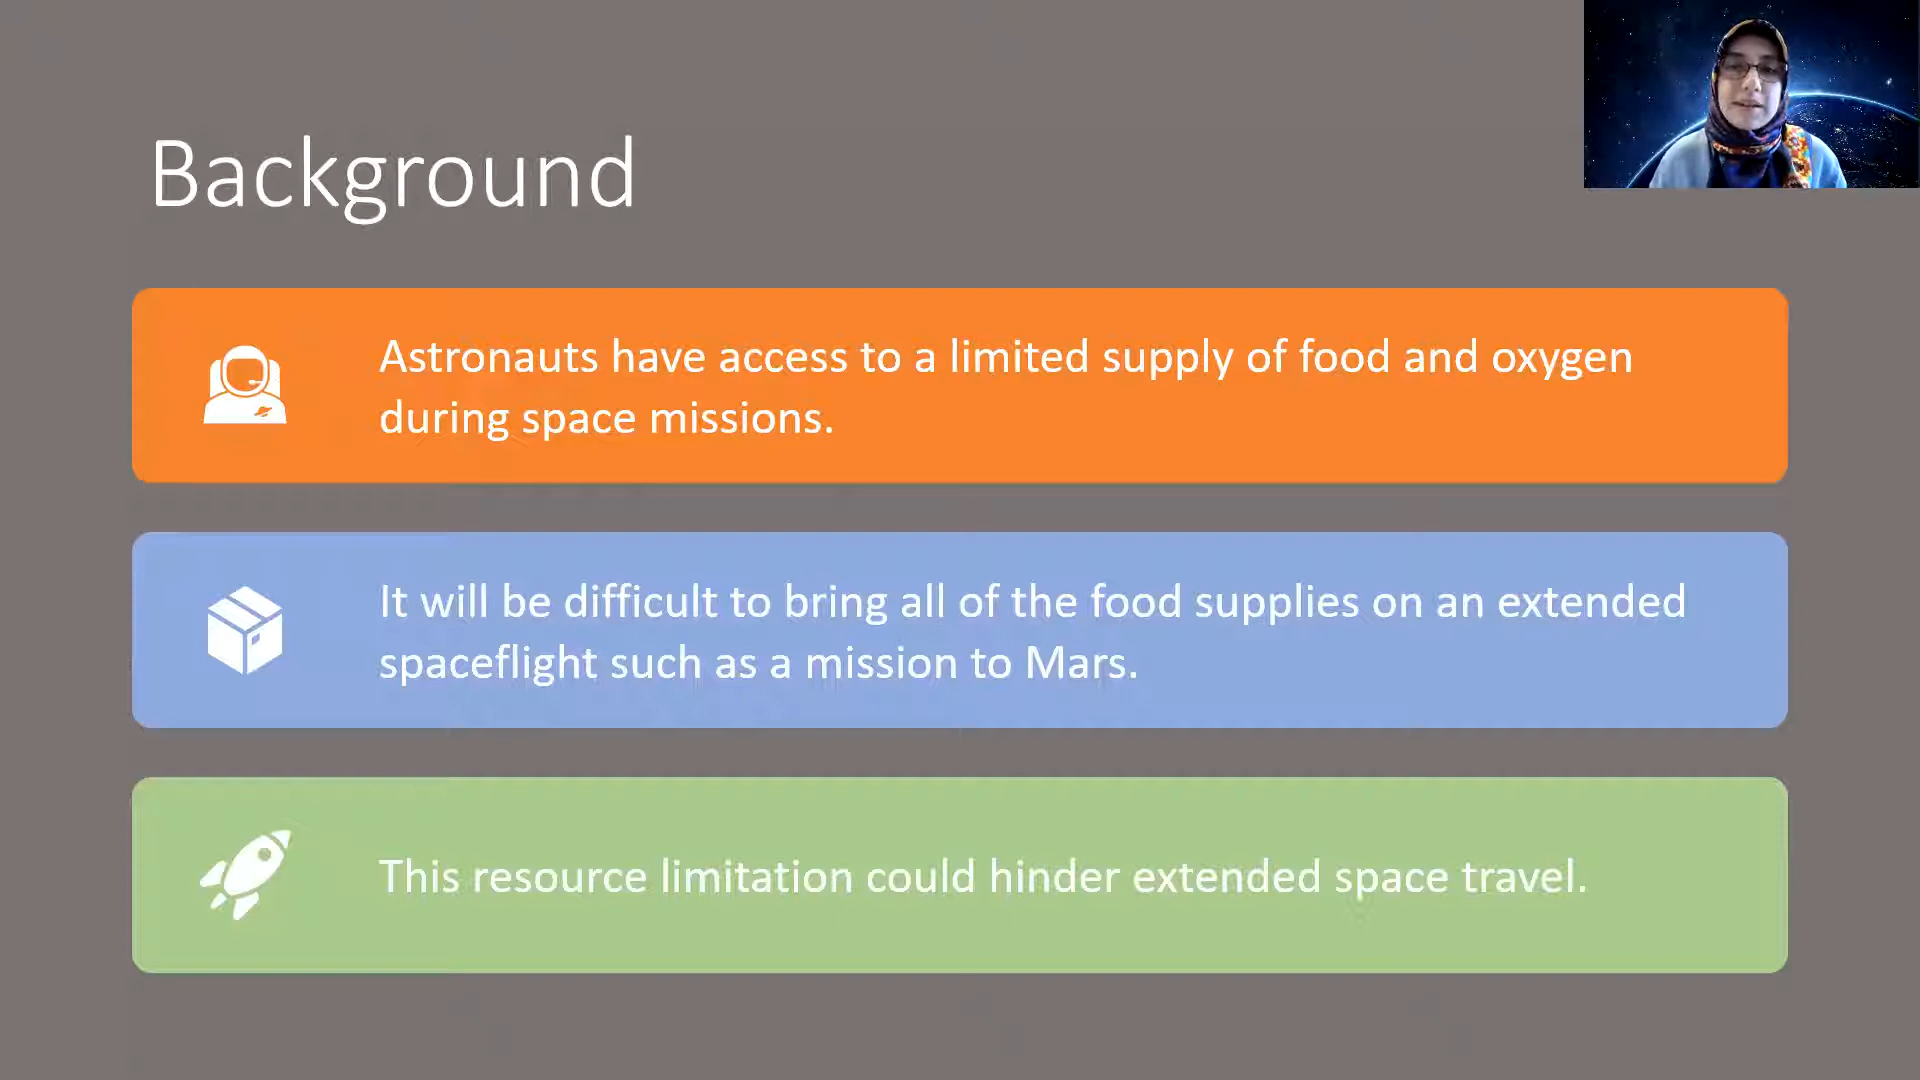 Background
Astronauts have access to a limited supply of food and oxygen
during space missions.
It will be difficult to bring all of the food supplies on an extended
spaceflight such as a mission to Mars.
This resource limitation could hinder extended space travel.